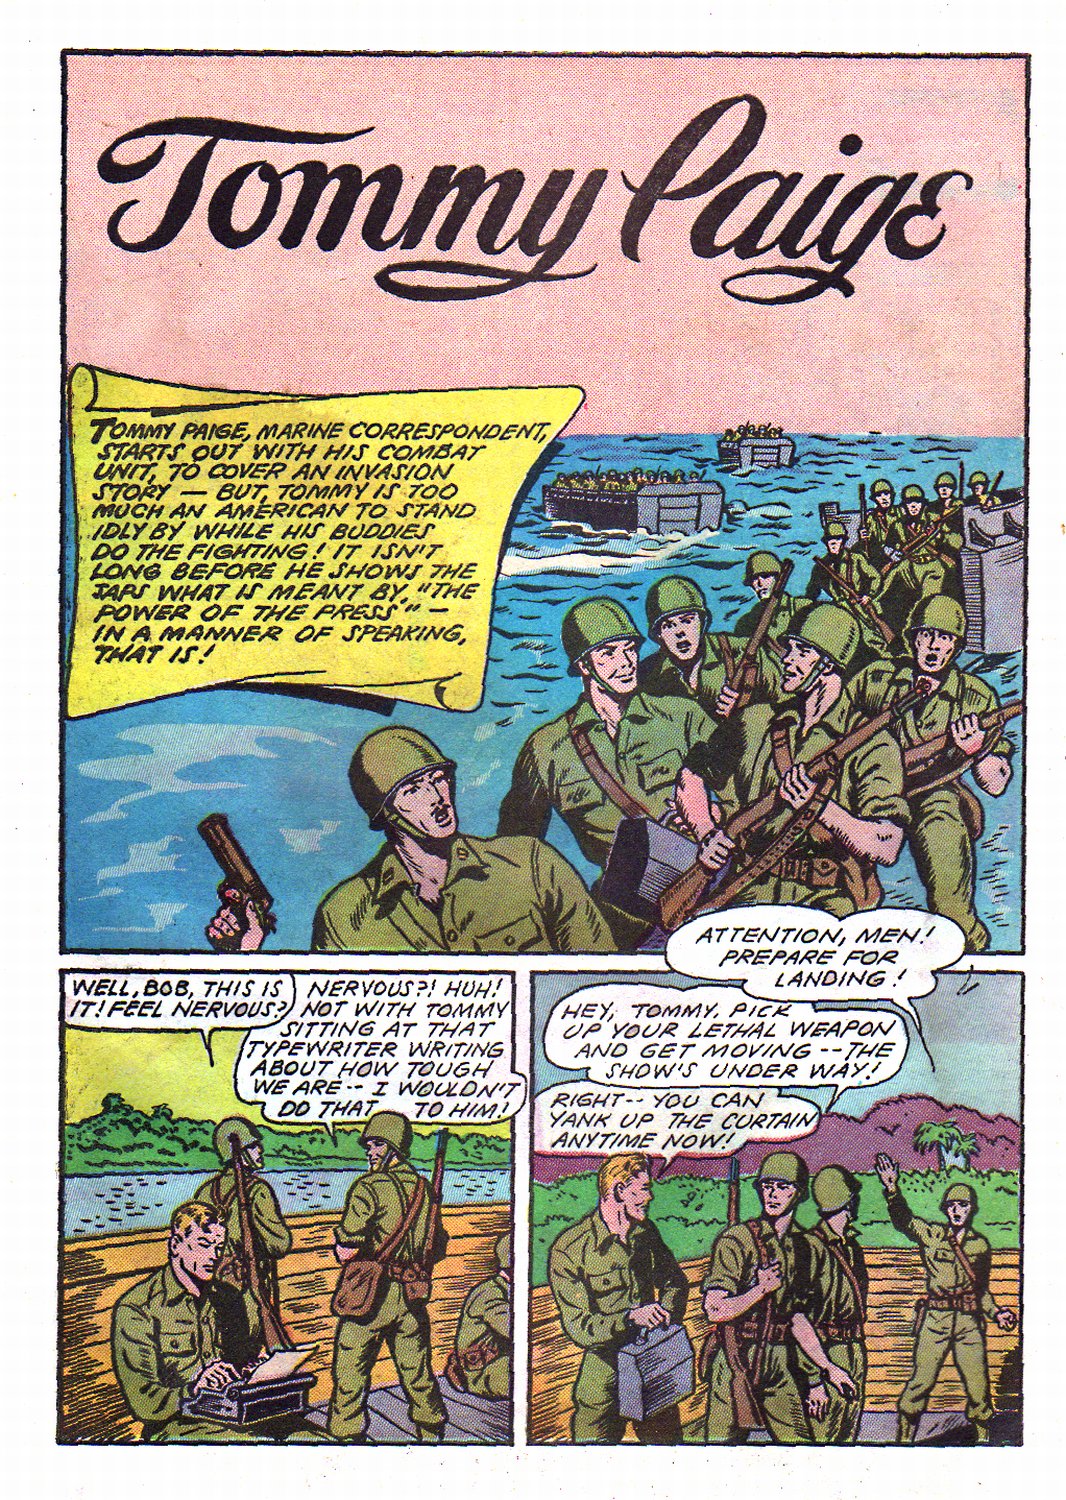 Tommy Paige
TOMMY PAIGE, MARINE CORRESPONDENT,
STARTS OUT WITH HIS COMBAT
UNIT, TO COVER AN INVASION
STORY — BUT, TOMMY IS TOO
MUCH AN AMERICAN TO STAND
IDLY BY WHILE HIS BUDDIES
DO THE FIGHTING! IT ISN'T
LONG BEFORE HE SHOWS THE
JAPS WHAT IS MEANT BY, "THE
POWER OF THE PRESS" —
IN A MANNER OF SPEAKING,
THAT IS!
WELL, BOB, THIS IS
IT! FEEL NERVOUS?
NERVOUS?! HUH!
NOT WITH TOMMY
SITTING AT THAT
TYPEWRITER WRITING
ABOUT HOW TOUGH
WE ARE -- I WOULDN'T
DO THAT TO HIM!
ATTENTION, MEN!
PREPARE FOR
LANDING!
HEY, TOMMY, PICK
UP YOUR LETHAL WEAPON
AND GET MOVING -- THE
SHOW'S UNDER WAY!
RIGHT -- YOU CAN
YANK UP THE CURTAIN
ANYTIME NOW!